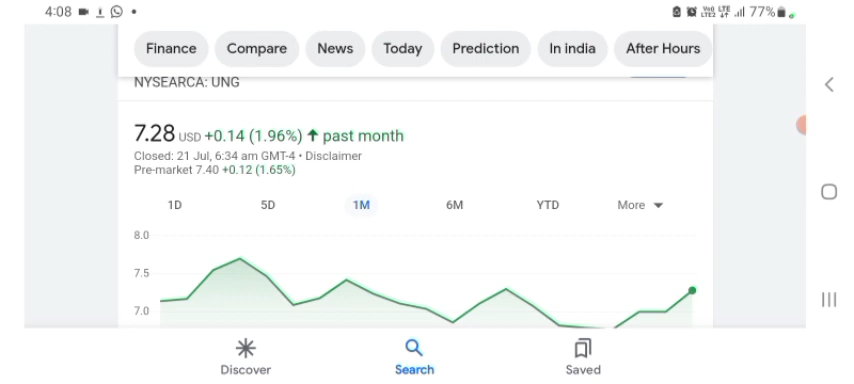 4:08 77%
Finance Compare News Today Prediction In india After Hours
NYSEARCA: UNG
7.28 USD +0.14 (1.96%) ↑ past month
Closed: 21 Jul, 6:34 am GMT-4 • Disclaimer
Pre-market 7.40 +0.12 (1.65%)
1D 5D 1M 6M YTD More
8.0
7.5
7.0
Discover Search Saved